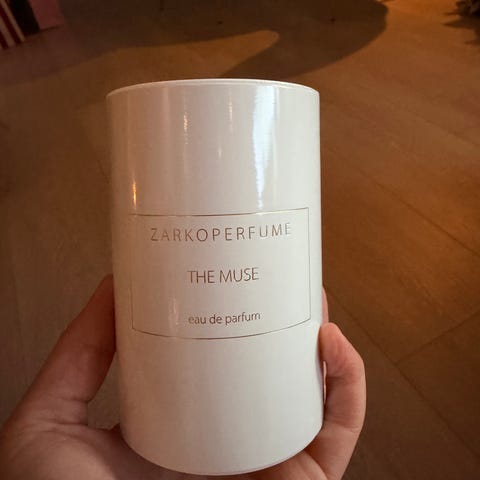 ZARKOPERFUME
THE MUSE
eau de parfum